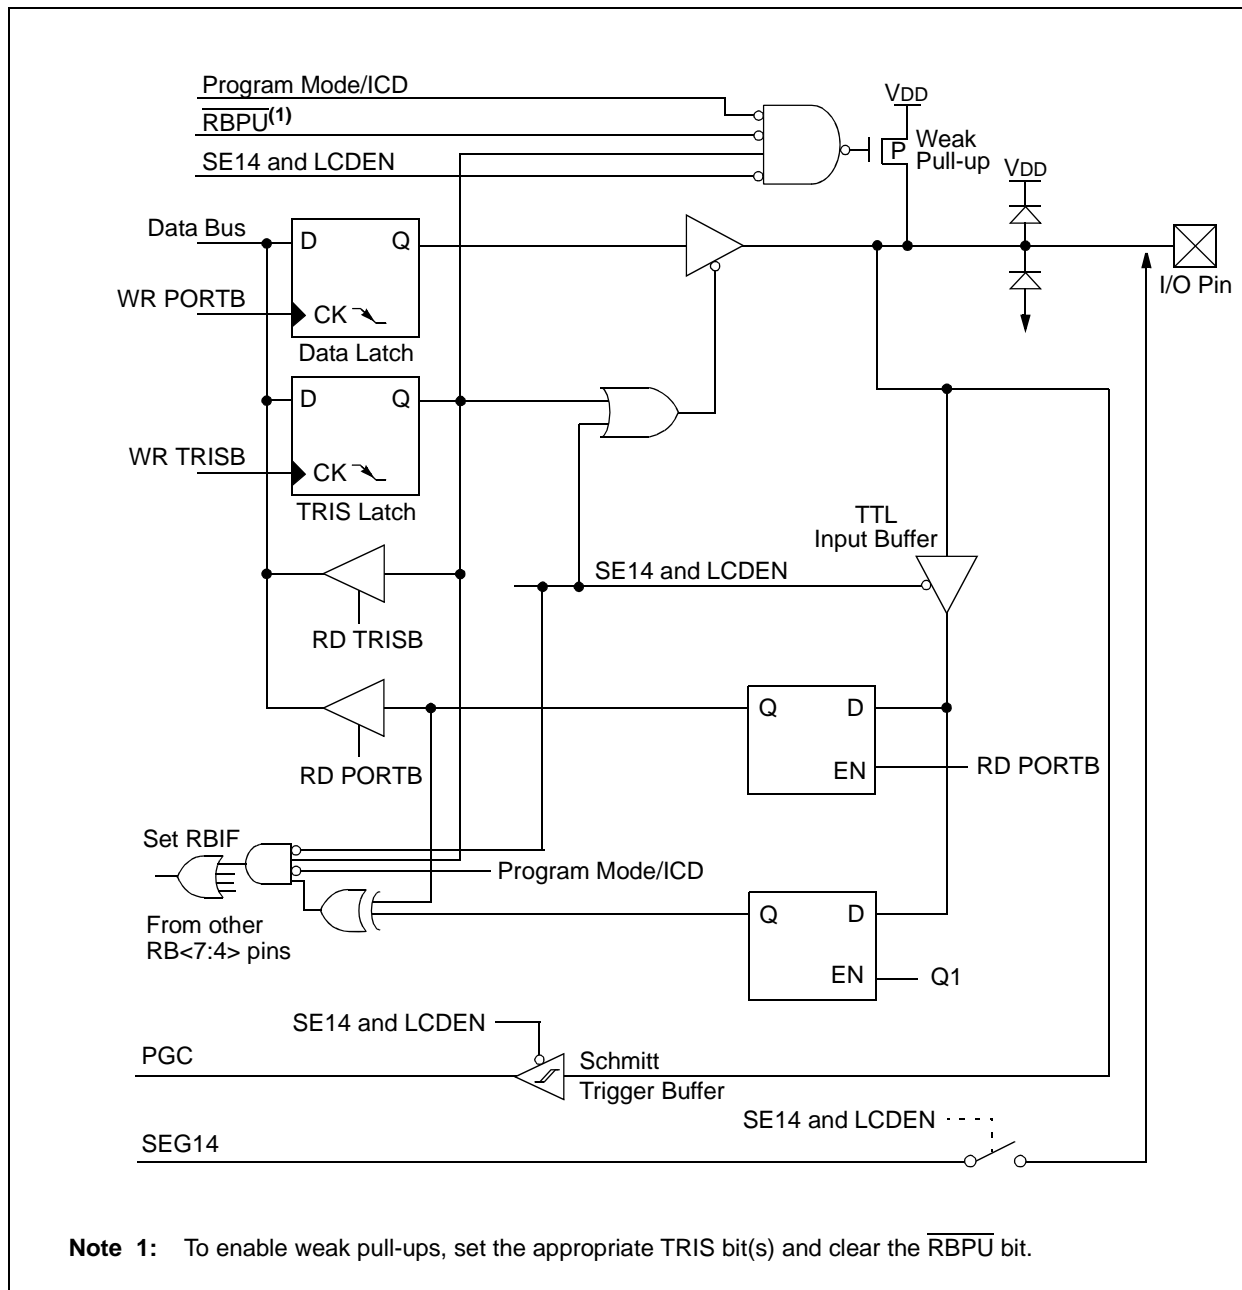 Program Mode/ICD
RBPU(1)
SE14 and LCDEN
VDD
P
Weak
Pull-up
VDD
Data Bus
D
Q
WR PORTB
CK
Data Latch
I/O Pin
D
Q
WR TRISB
CK
TRIS Latch
TTL
Input Buffer
SE14 and LCDEN
RD TRISB
Q
D
EN
RD PORTB
RD PORTB
Set RBIF
Program Mode/ICD
From other
RB<7:4> pins
Q
D
EN
Q1
SE14 and LCDEN
PGC
Schmitt
Trigger Buffer
SE14 and LCDEN
SEG14
Note 1: To enable weak pull-ups, set the appropriate TRIS bit(s) and clear the RBPU bit.